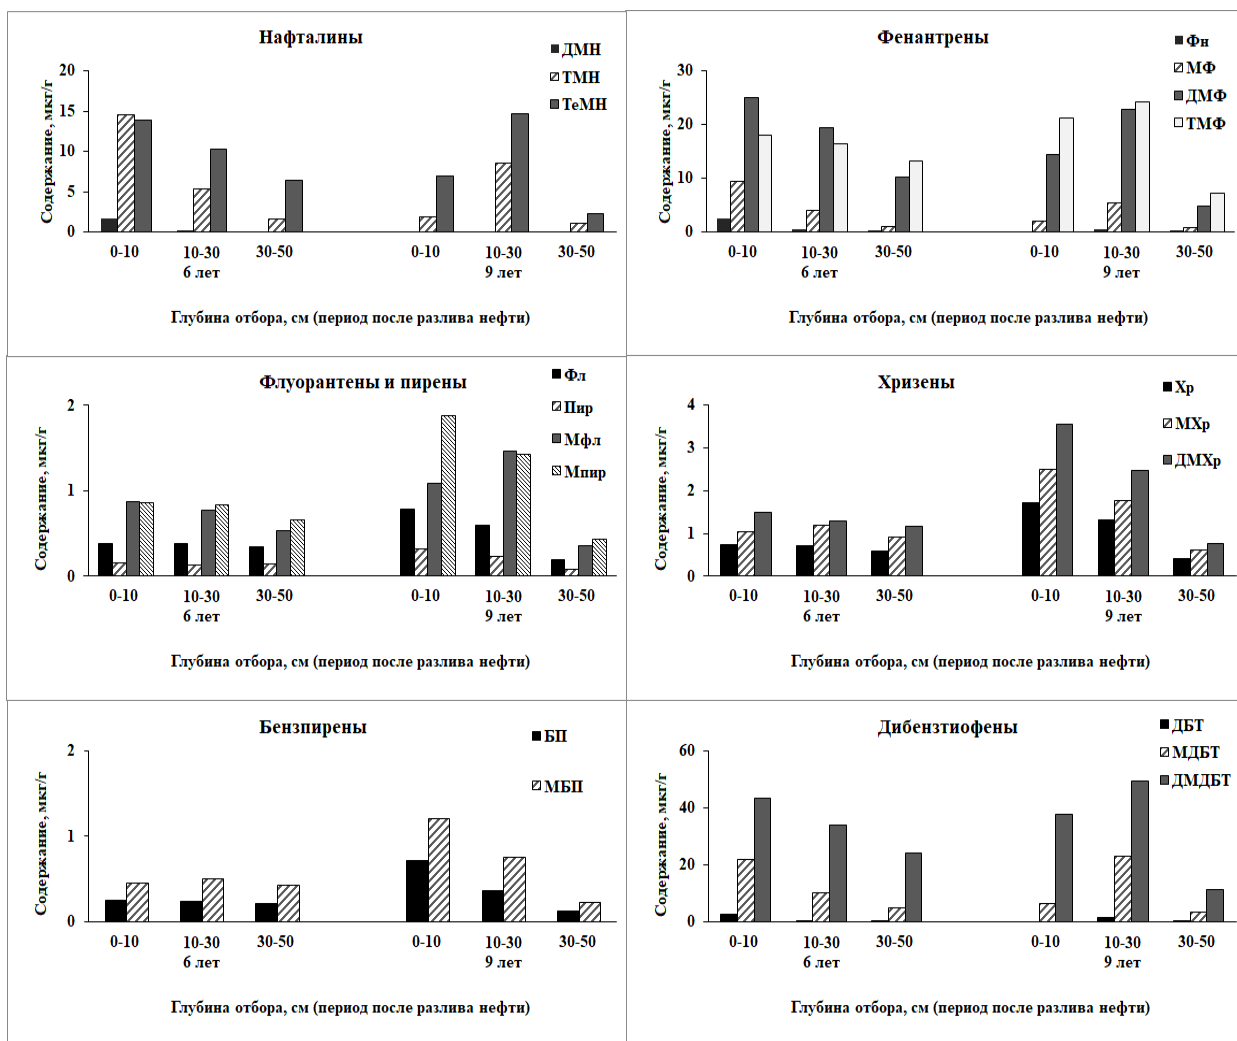 Нафталины
ДМН
ТМН
ТеМН
Содержание, мкг/г
20
15
10
5
0
0-10
10-30
30-50
0-10
10-30
30-50
6 лет
9 лет
Глубина отбора, см (период после разлива нефти)
Фенантрены
Фн
МФ
ДМФ
ТМФ
Содержание, мкг/г
30
20
10
0
0-10
10-30
30-50
0-10
10-30
30-50
6 лет
9 лет
Глубина отбора, см (период после разлива нефти)
Флуорантены и пирены
Фл
Пир
Мфл
Мпир
Содержание, мкг/г
2
1
0
0-10
10-30
30-50
0-10
10-30
30-50
6 лет
9 лет
Глубина отбора, см (период после разлива нефти)
Хризены
Хр
МХр
ДМХр
Содержание, мкг/г
4
3
2
1
0
0-10
10-30
30-50
0-10
10-30
30-50
6 лет
9 лет
Глубина отбора, см (период после разлива нефти)
Бензпирены
БП
МБП
Содержание, мкг/г
2
1
0
0-10
10-30
30-50
0-10
10-30
30-50
6 лет
9 лет
Глубина отбора, см (период после разлива нефти)
Дибензтиофены
ДБТ
МДБТ
ДМДБТ
Содержание, мкг/г
60
40
20
0
0-10
10-30
30-50
0-10
10-30
30-50
6 лет
9 лет
Глубина отбора, см (период после разлива нефти)